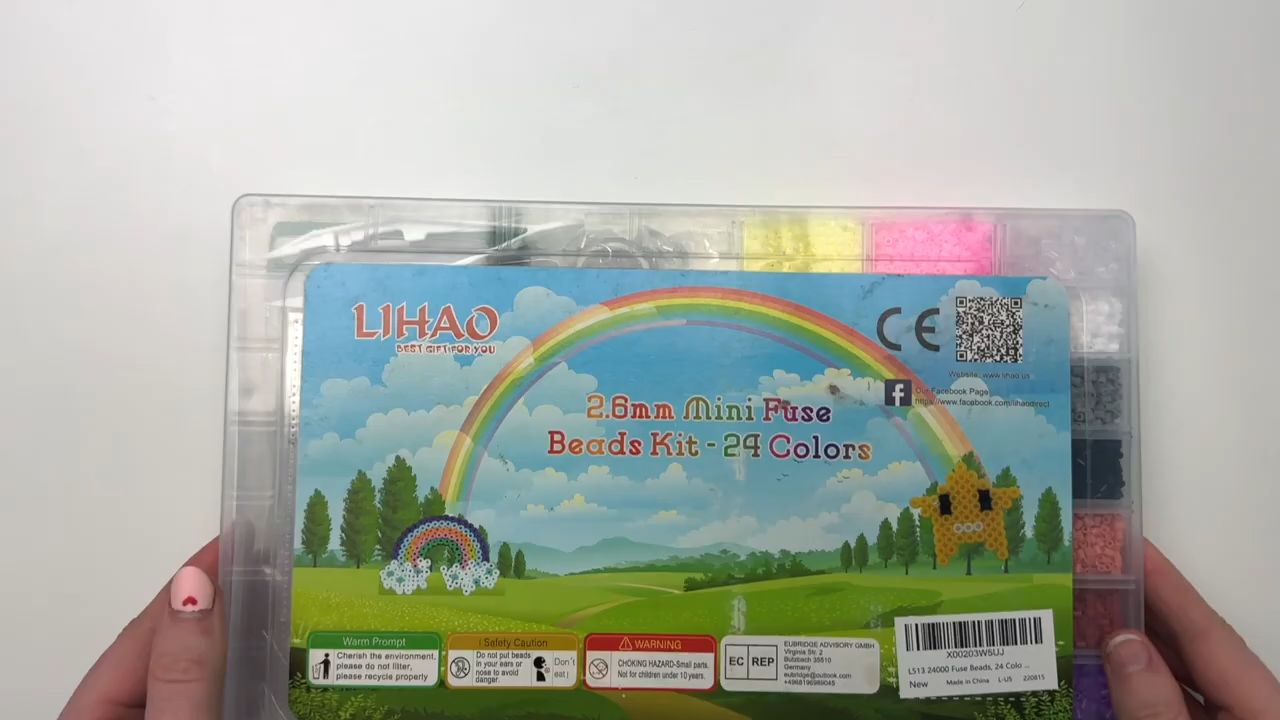 LIHAO
BEST GIFT FOR YOU
CE
Website: www.lihao.us
Our Facebook Page
https://www.facebook.com/lihaodirect
2.6mm Mini Fuse
Beads Kit - 24 Colors
Warm Prompt
Cherish the environment,
please do not litter,
please recycle properly
! Safety Caution
Do not put beads
in your ears or
nose to avoid
danger.
Don't
eat
WARNING
CHOKING HAZARD-Small parts.
Not for children under 10 years.
EC REP
EUBRIDGE ADVISORY GMBH
Virginia Str. 2
35510
Germany
eubridge@outlook.com
X00203W5UJ
LS13 24000 Fuse Beads, 24 Colo ...
New Made in China L-US 220815